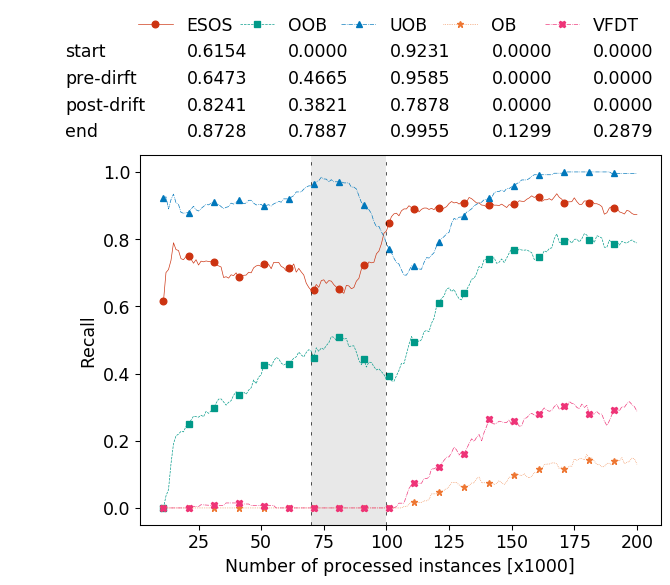 ESOS OOB UOB OB VFDT
start 0.6154 0.0000 0.9231 0.0000 0.0000
pre-dirft 0.6473 0.4665 0.9585 0.0000 0.0000
post-drift 0.8241 0.3821 0.7878 0.0000 0.0000
end 0.8728 0.7887 0.9955 0.1299 0.2879
1.0
0.8
0.6
0.4
0.2
0.0
Recall
25 50 75 100 125 150 175 200
Number of processed instances [x1000]